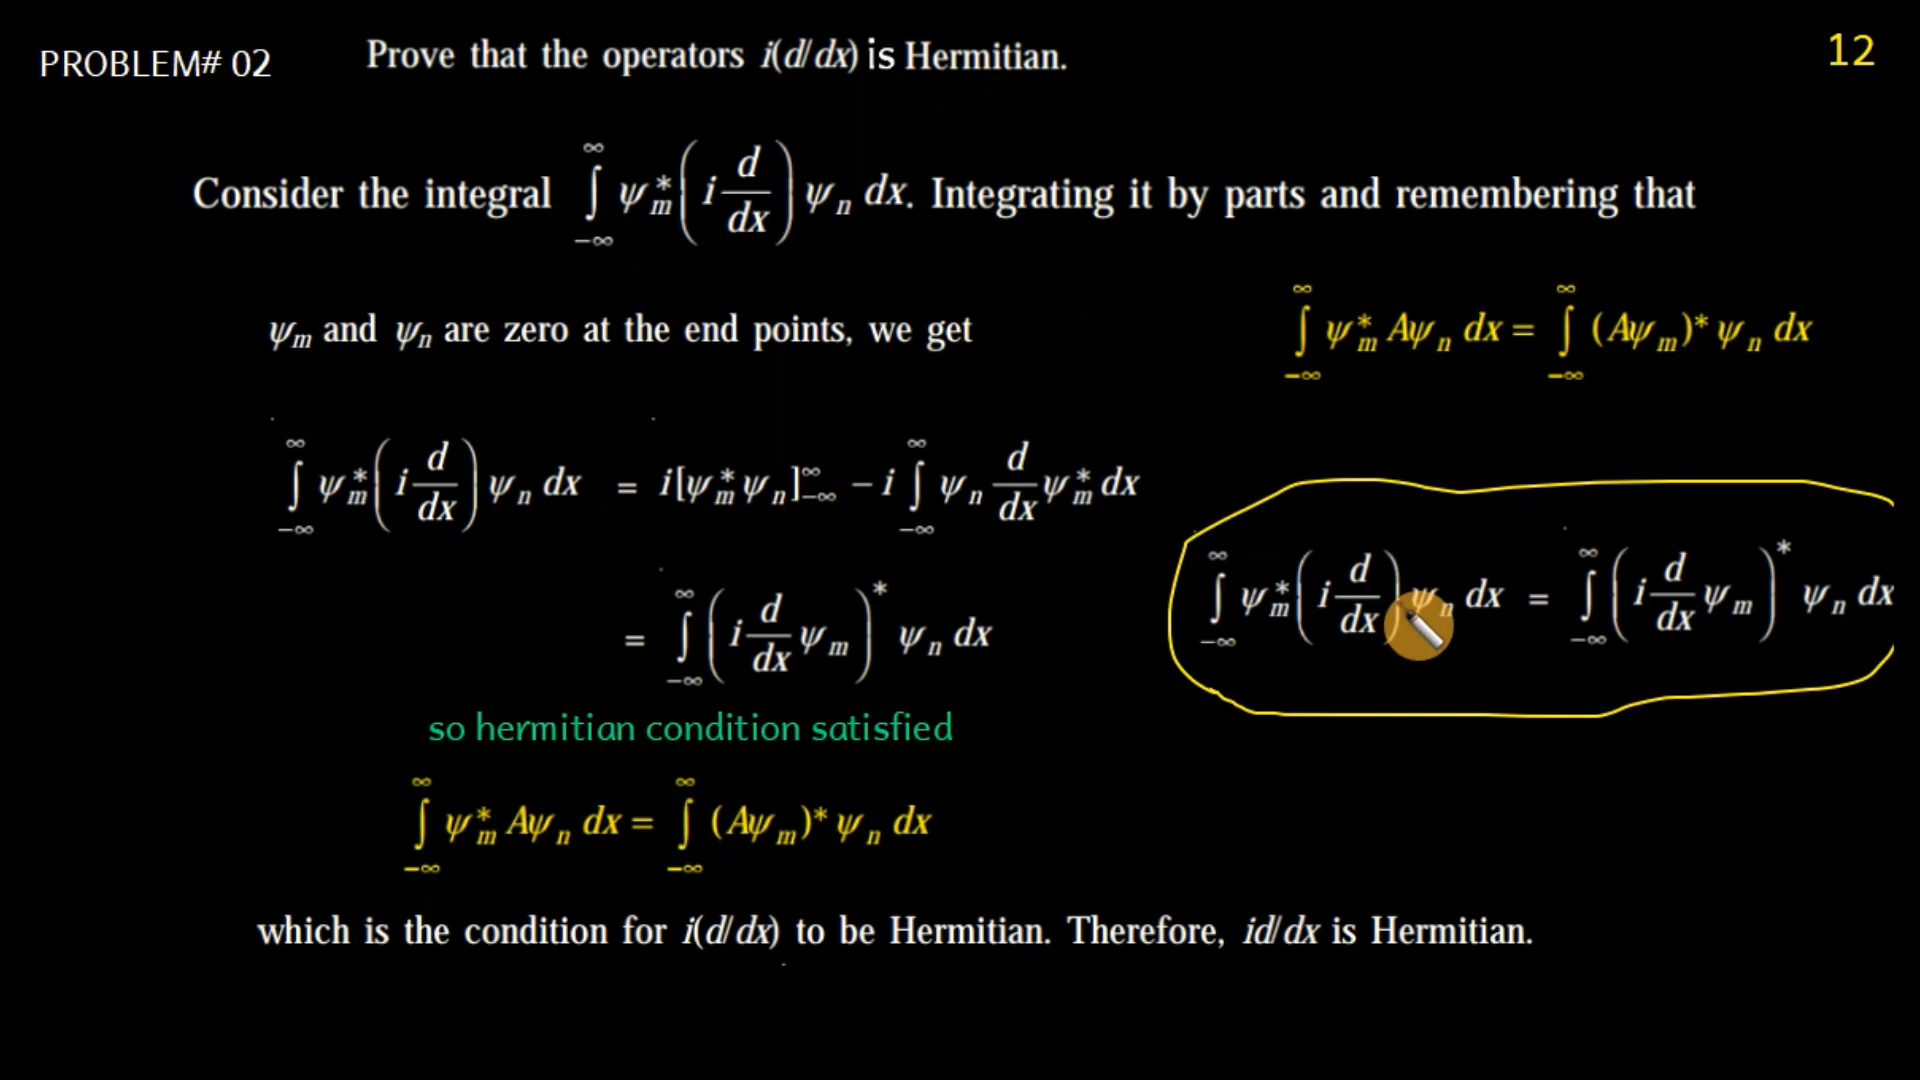 PROBLEM# 02 Prove that the operators i(d/dx) is Hermitian. 12
Consider the integral ∫_{-∞}^{∞} ψ*_m (i d/dx) ψ_n dx. Integrating it by parts and remembering that
ψ_m and ψ_n are zero at the end points, we get
∫_{-∞}^{∞} ψ*_m Aψ_n dx = ∫_{-∞}^{∞} (Aψ_m)* ψ_n dx
∫_{-∞}^{∞} ψ*_m (i d/dx) ψ_n dx = i[ψ*_m ψ_n]_{-∞}^{∞} − i ∫_{-∞}^{∞} ψ_n d/dx ψ*_m dx
= ∫_{-∞}^{∞} (i d/dx ψ_m)* ψ_n dx
∫_{-∞}^{∞} ψ*_m (i d/dx) ψ_n dx = ∫_{-∞}^{∞} (i d/dx ψ_m)* ψ_n dx
so hermitian condition satisfied
∫_{-∞}^{∞} ψ*_m Aψ_n dx = ∫_{-∞}^{∞} (Aψ_m)* ψ_n dx
which is the condition for i(d/dx) to be Hermitian. Therefore, id/dx is Hermitian.